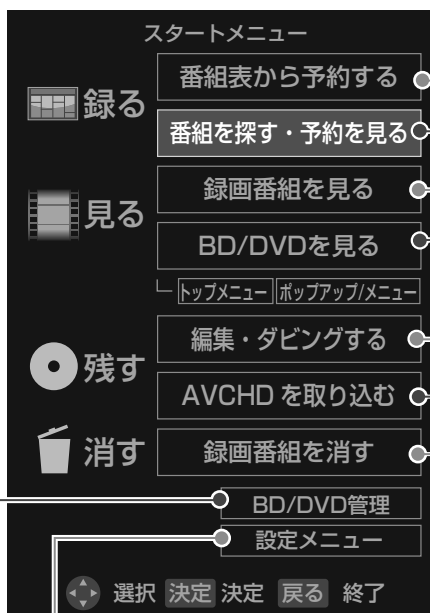 スタートメニュー
番組表から予約する
録る
番組を探す・予約を見る
録画番組を見る
見る
BD/DVDを見る
トップメニュー ポップアップ/メニュー
編集・ダビングする
残す
AVCHD を取り込む
消す 録画番組を消す
BD/DVD管理
設定メニュー
選択 決定 決定 戻る 終了